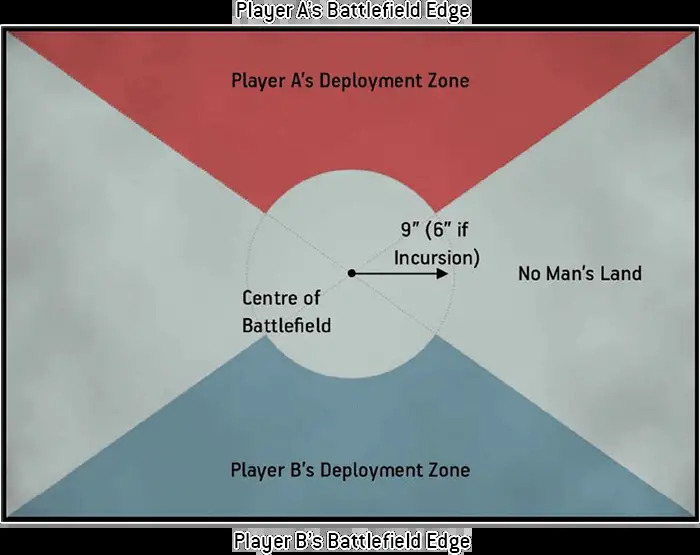 Player A's Battlefield Edge
Player A's Deployment Zone
9" (6" if
Incursion)
No Man's Land
Centre of
Battlefield
Player B's Deployment Zone
Player B's Battlefield Edge